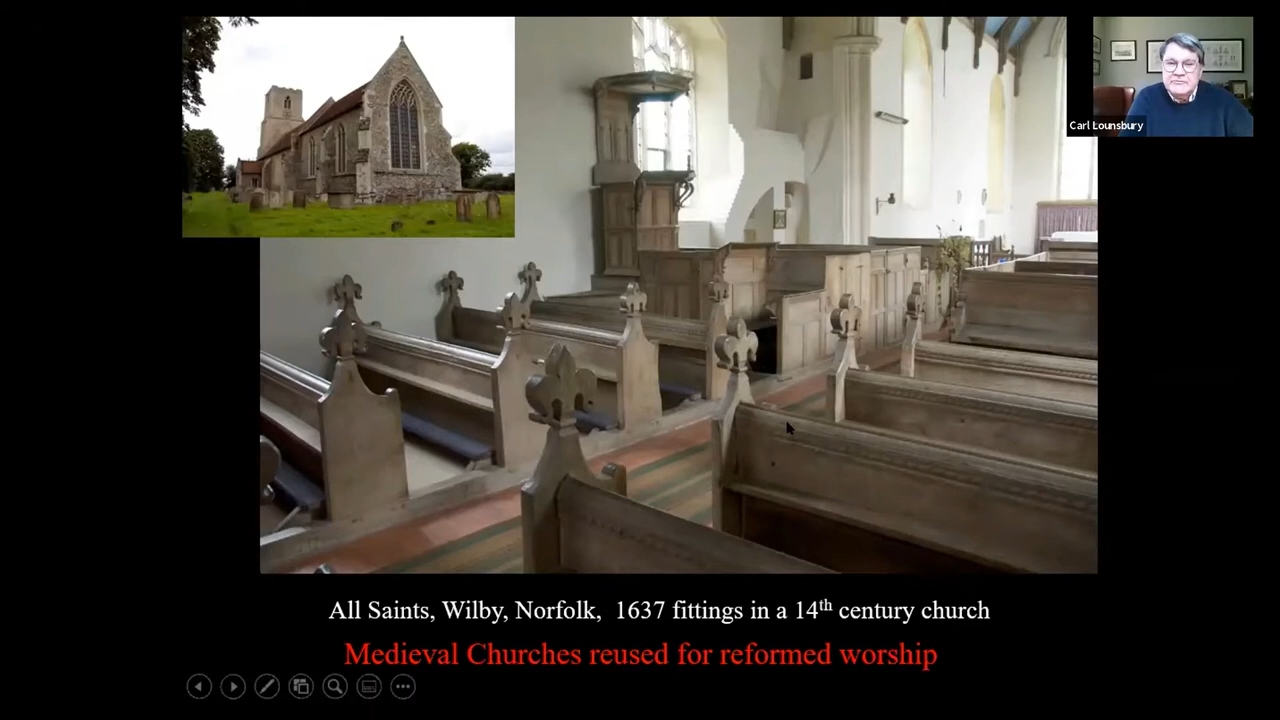 Carl Lounsbury
All Saints, Wilby, Norfolk,  1637 fittings in a 14th century church
Medieval Churches reused for reformed worship